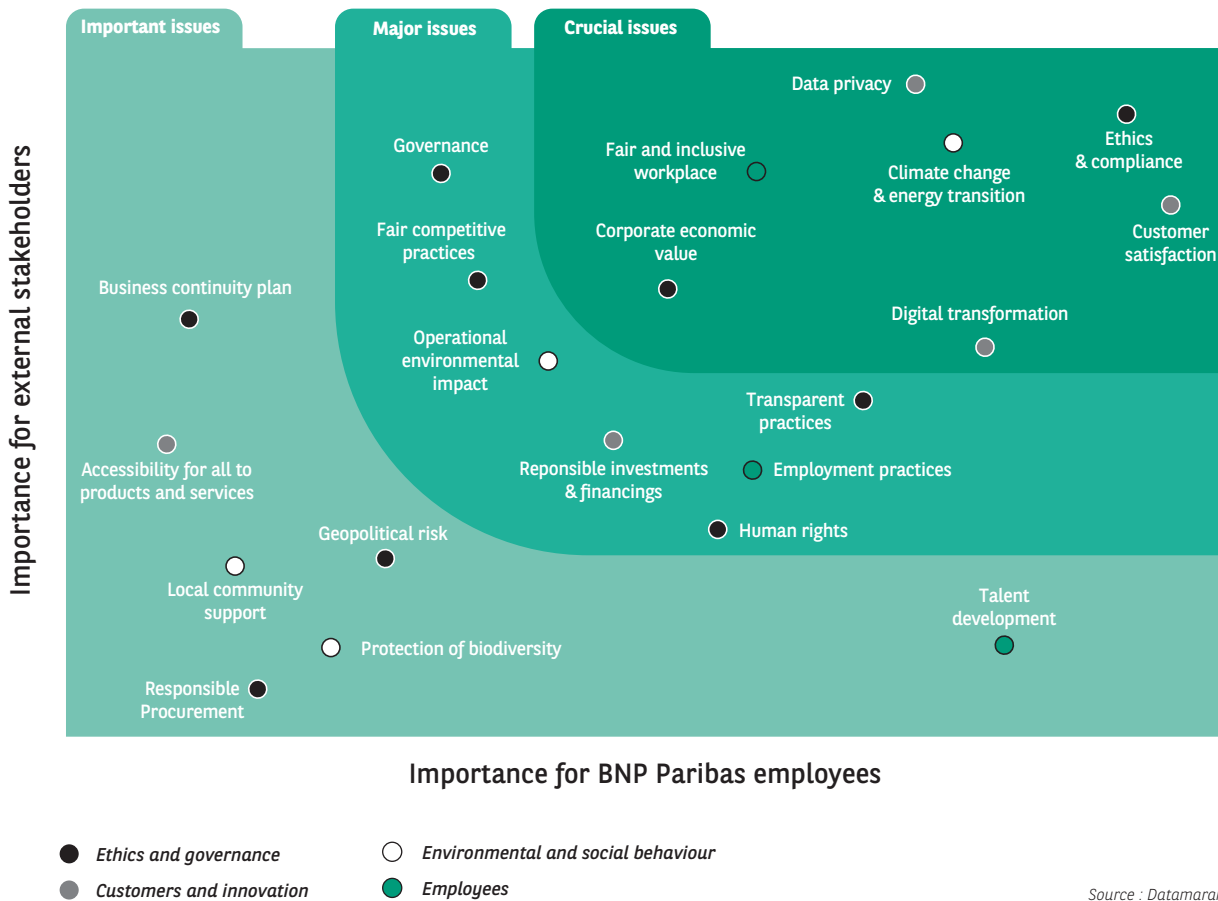 Important issues
Major issues
Crucial issues
Data privacy
Ethics
& compliance
Governance
Fair and inclusive
workplace
Climate change
& energy transition
Fair competitive
practices
Corporate economic
value
Customer
satisfaction
Business continuity plan
Digital transformation
Operational
environmental
impact
Transparent
practices
Accessibility for all to
products and services
Reponsible investments
& financings
Employment practices
Geopolitical risk
Human rights
Local community
support
Talent
development
Protection of biodiversity
Responsible
Procurement
Importance for external stakeholders
Importance for BNP Paribas employees
Ethics and governance
Environmental and social behaviour
Customers and innovation
Employees
Source : Datamaran